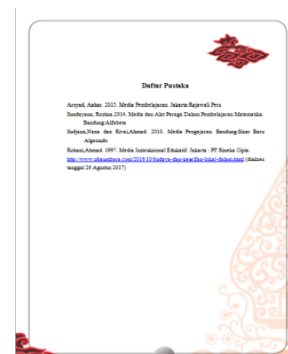 Daftar Pustaka
Arsyad, Azhar. 2015. Media Pembelajaran. Jakarta:Rajawali Pers
Sundayana, Rostina.2014. Media dan Alat Peraga Dalam Pembelajaran Matematika.
Bandung:Alfabeta
Sudjana,Nana dan Rivai,Ahmad. 2010. Media Pengajaran. Bandung:Sinar Baru
Algesindo
Rohani,Ahmad. 1997. Media Instruksional Edukatif. Jakarta : PT Rineka Cipta.
(diakses
tanggal 26 Agustus 2017)